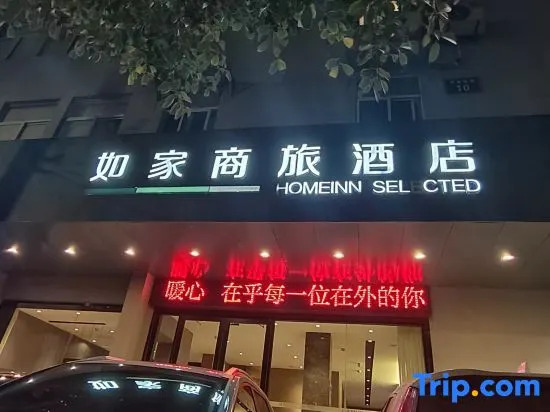 10
如家商旅酒店
HOMEINN SELECTED
暖心 在乎每一位在外的你
Trip.com